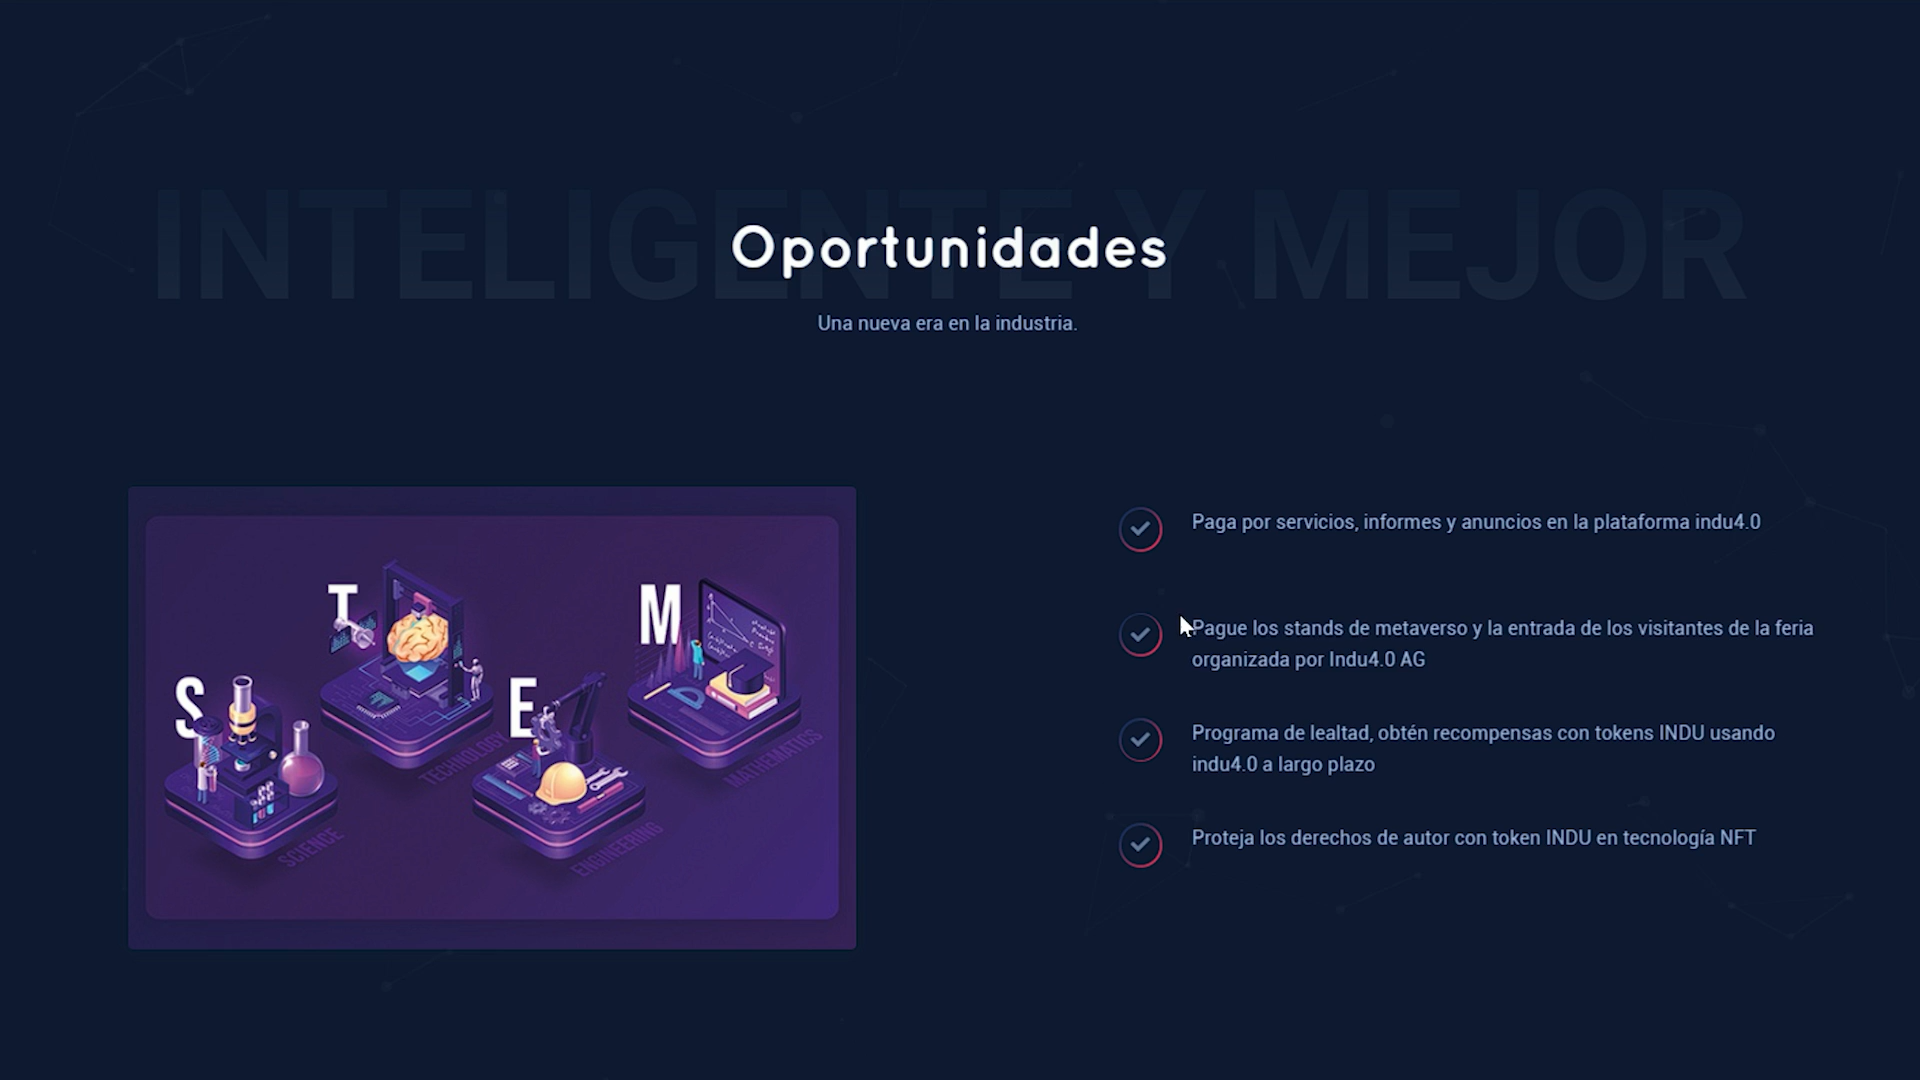 INTELIGENTE Y MEJOR
Oportunidades
Una nueva era en la industria.
S
T
E
M
SCIENCE
TECHNOLOGY
ENGINEERING
MATHEMATICS
Paga por servicios, informes y anuncios en la plataforma indu4.0
Pague los stands de metaverso y la entrada de los visitantes de la feria
organizada por Indu4.0 AG
Programa de lealtad, obtén recompensas con tokens INDU usando
indu4.0 a largo plazo
Proteja los derechos de autor con token INDU en tecnología NFT